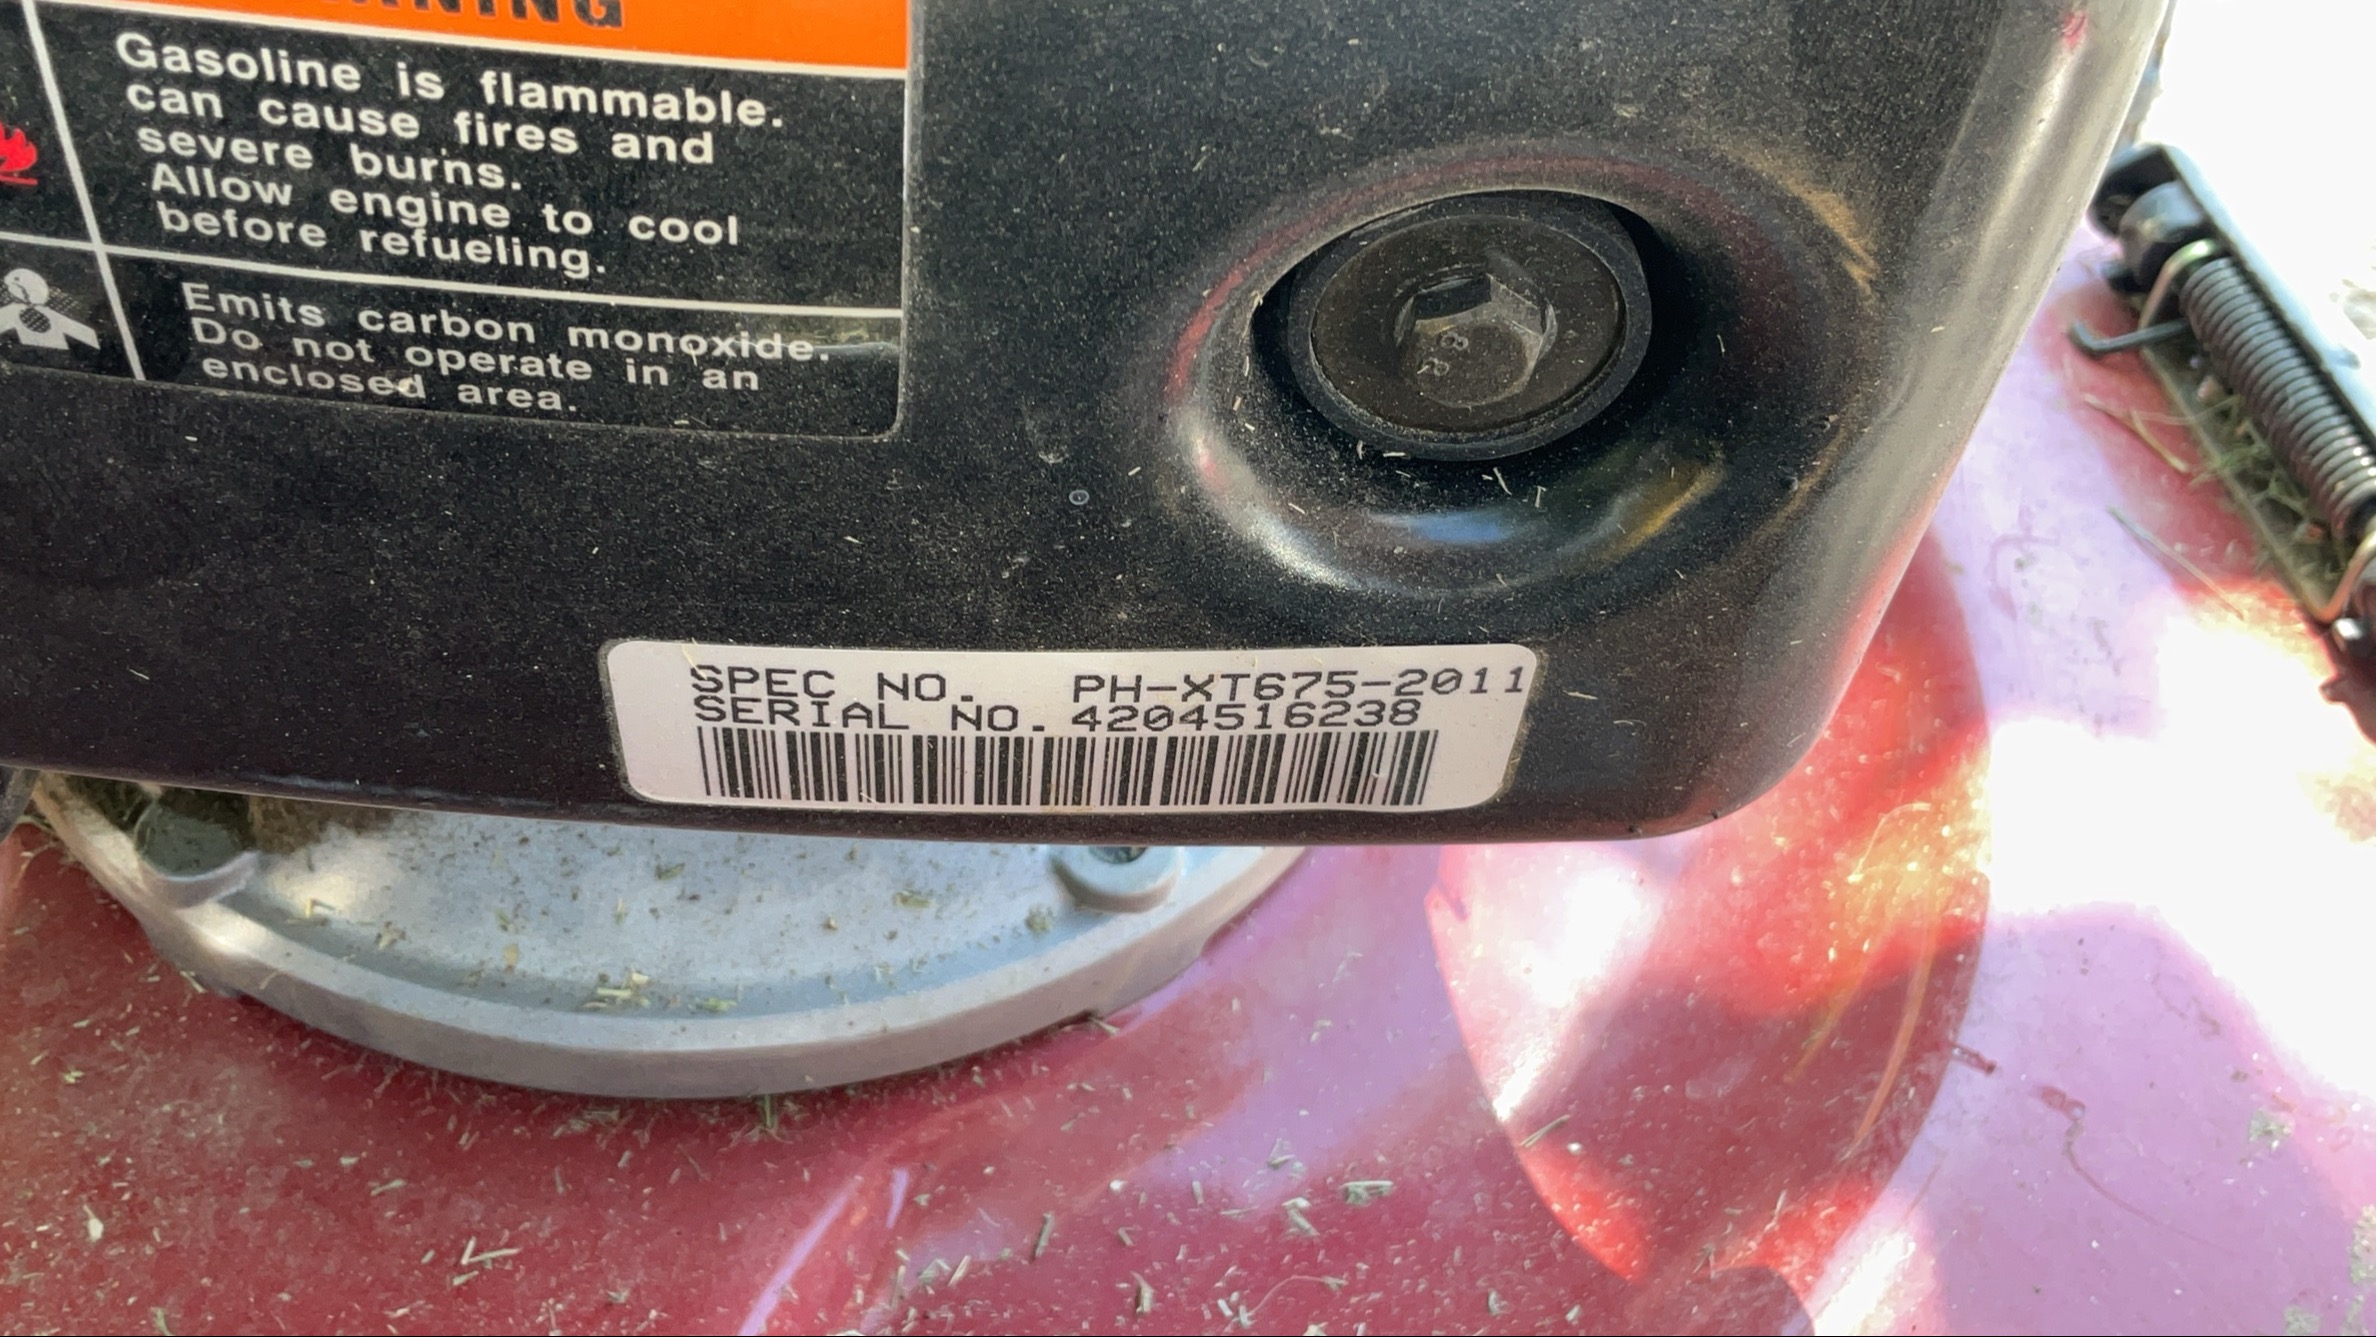 Gasoline is flammable.
can cause fires and
severe burns.
Allow engine to cool
before refueling.
Emits carbon monoxide.
Do not operate in an
enclosed area.
SPEC NO. PH-XT675-2011
SERIAL NO. 4204516238